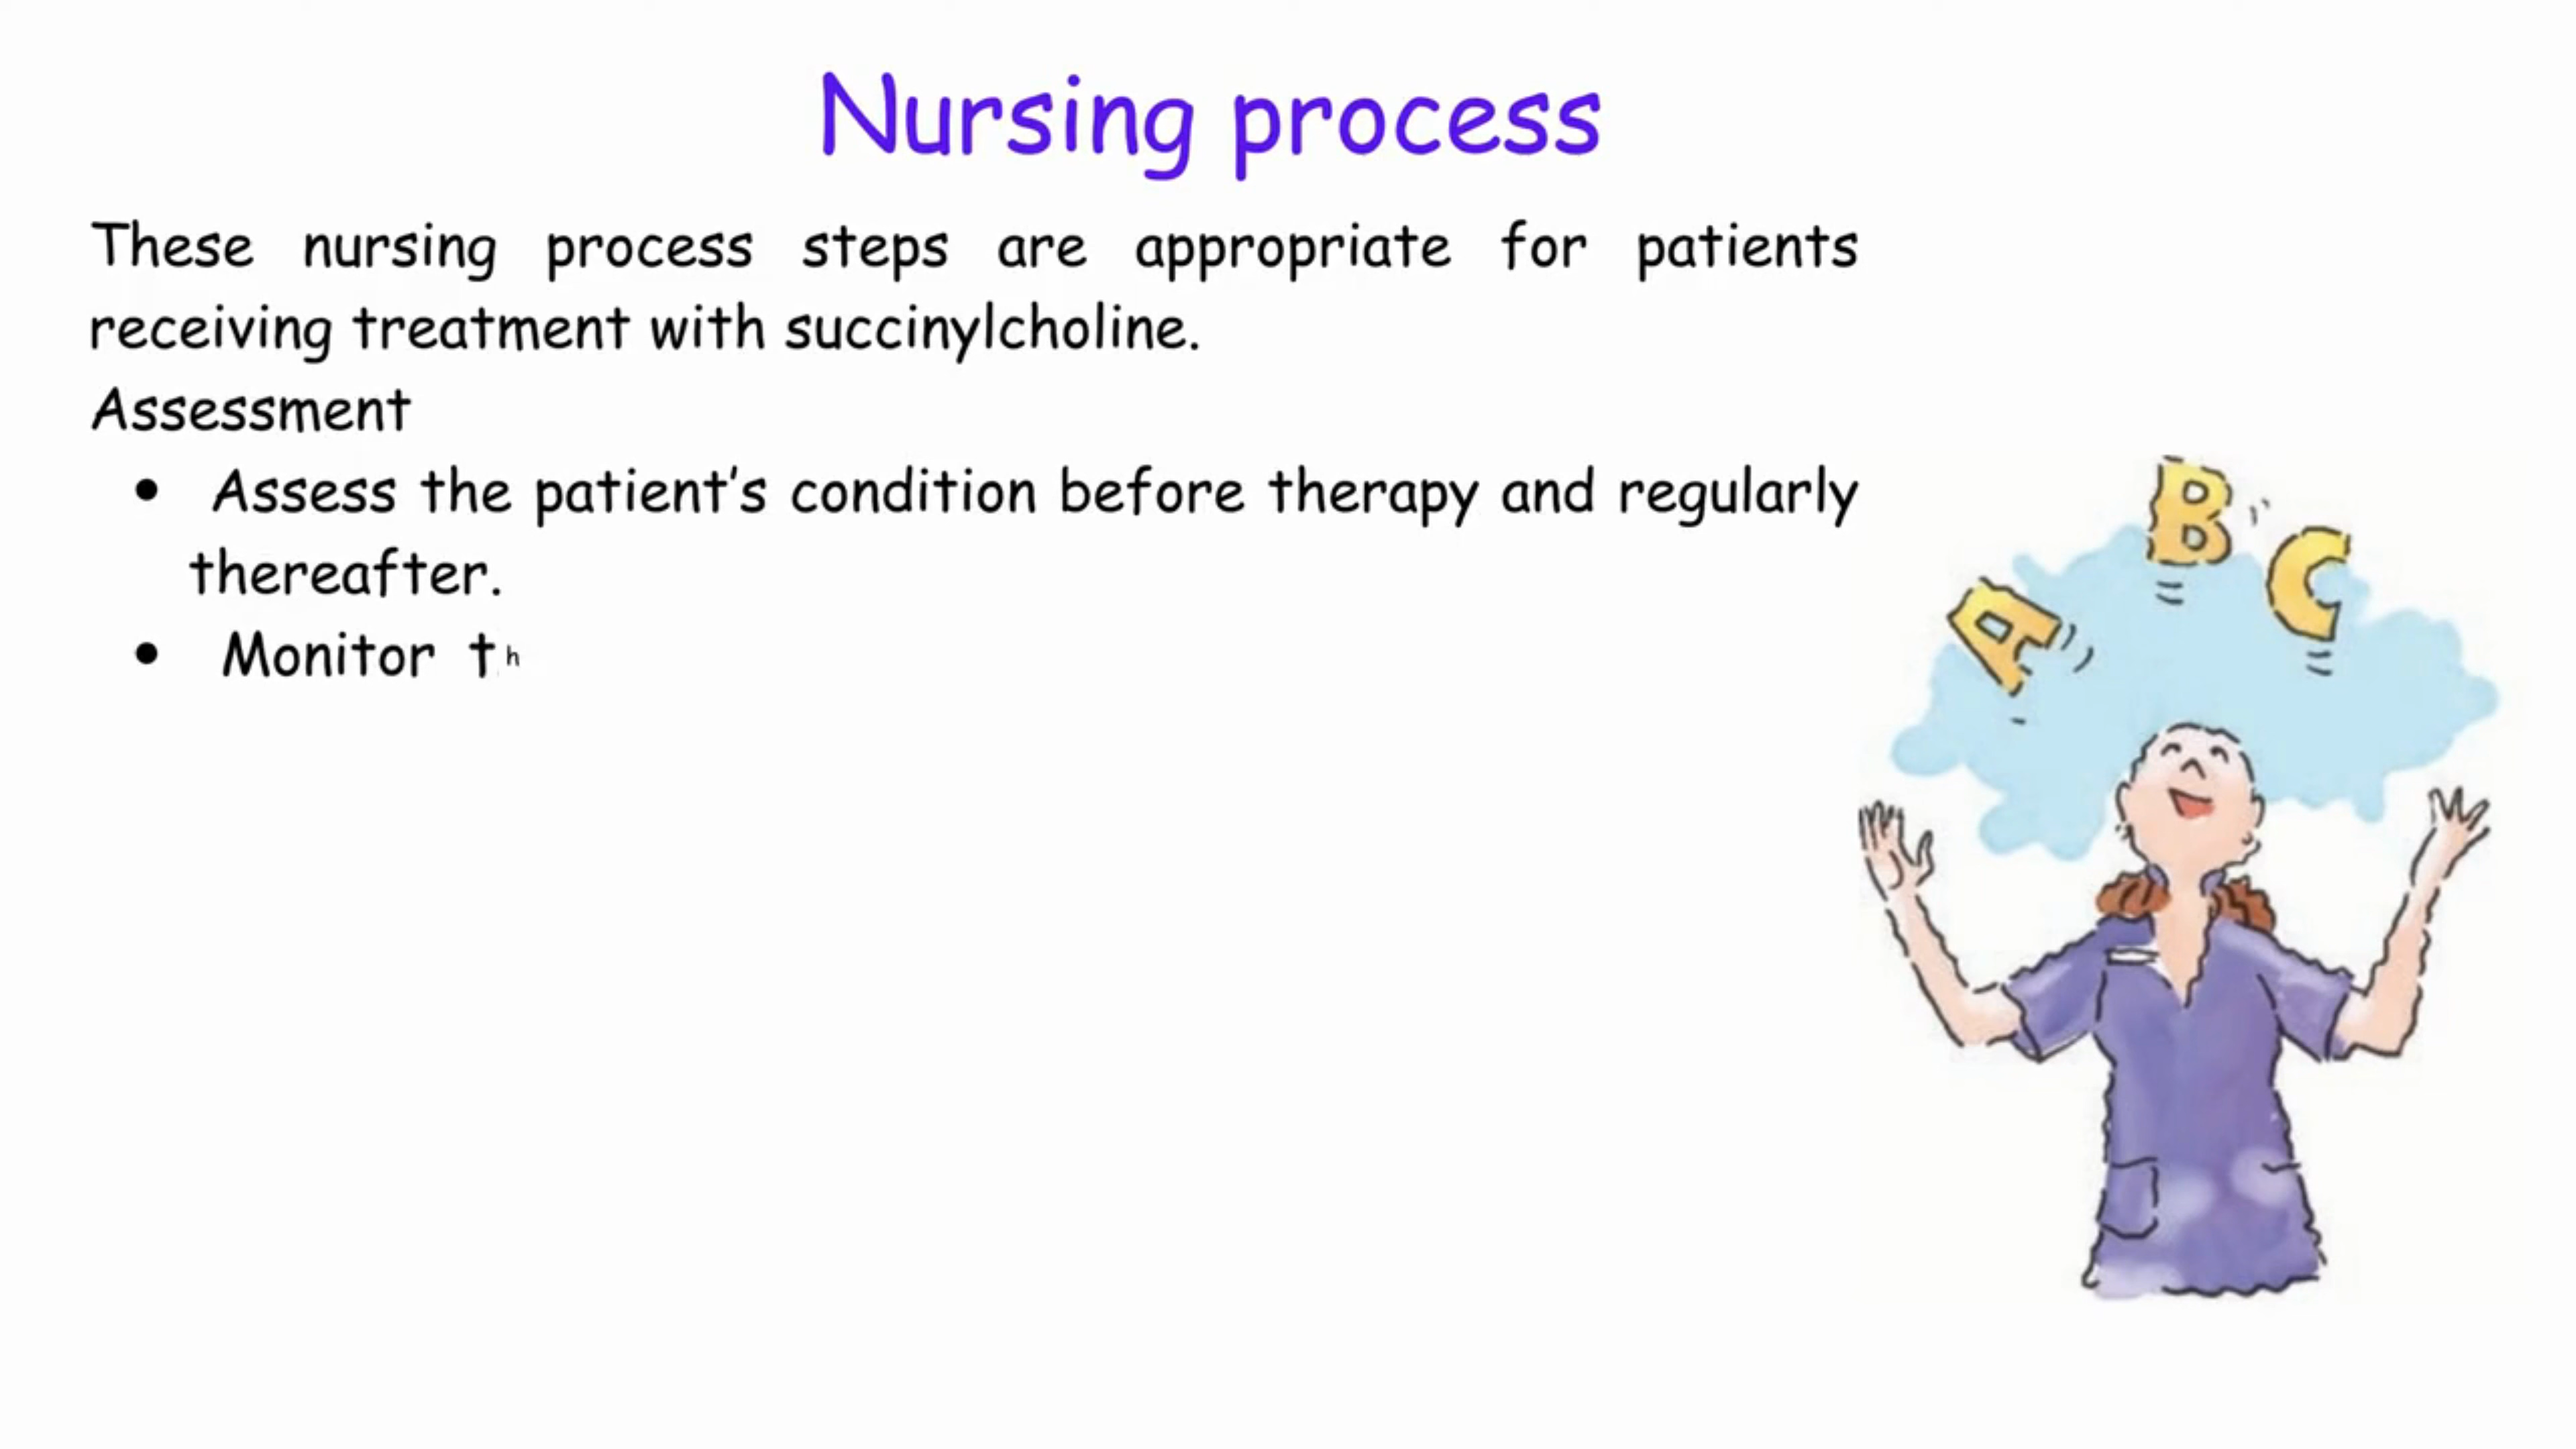 Nursing process
These nursing process steps are appropriate for patients
receiving treatment with succinylcholine.
Assessment
• Assess the patient's condition before therapy and regularly
thereafter.
• Monitor th
A
B
C